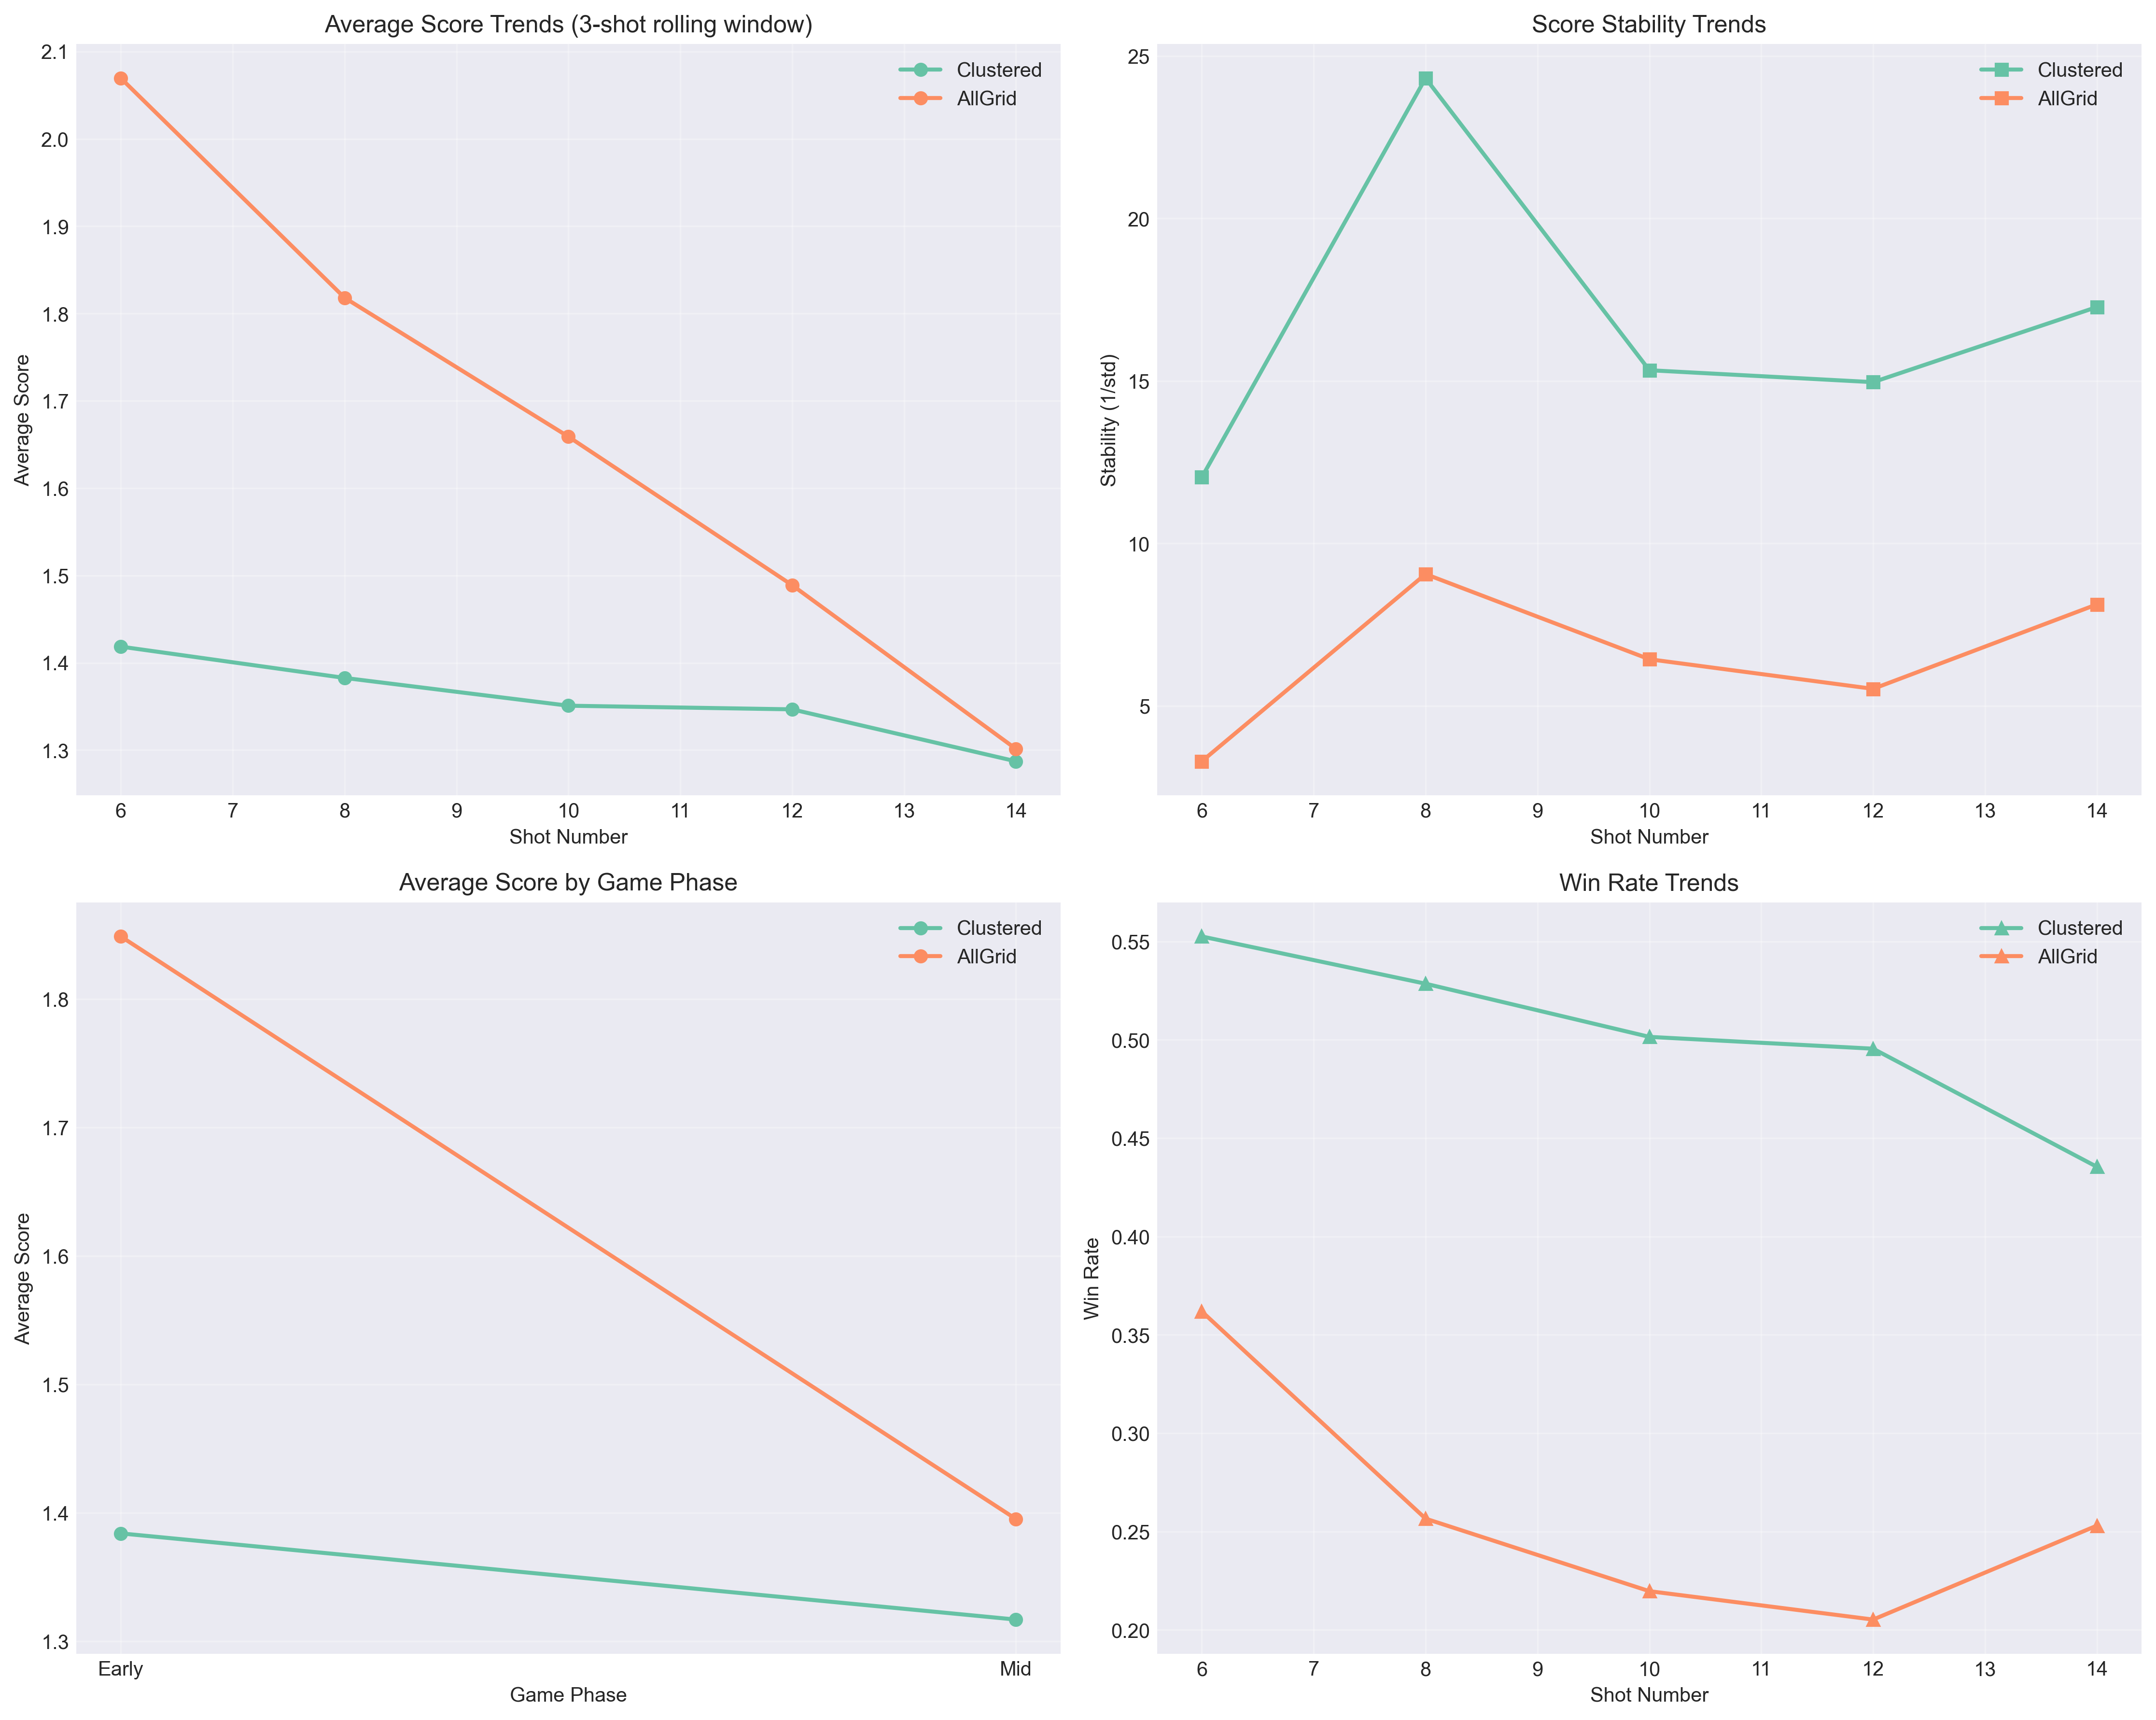 Average Score Trends (3-shot rolling window)
2.1
2.0
1.9
1.8
1.7
1.6
1.5
1.4
1.3
Average Score
Clustered
AllGrid
6 7 8 9 10 11 12 13 14
Shot Number
Score Stability Trends
25
20
15
10
5
Stability (1/std)
Clustered
AllGrid
6 7 8 9 10 11 12 13 14
Shot Number
Average Score by Game Phase
1.8
1.7
1.6
1.5
1.4
1.3
Average Score
Clustered
AllGrid
Early Mid
Game Phase
Win Rate Trends
0.55
0.50
0.45
0.40
0.35
0.30
0.25
0.20
Win Rate
Clustered
AllGrid
6 7 8 9 10 11 12 13 14
Shot Number